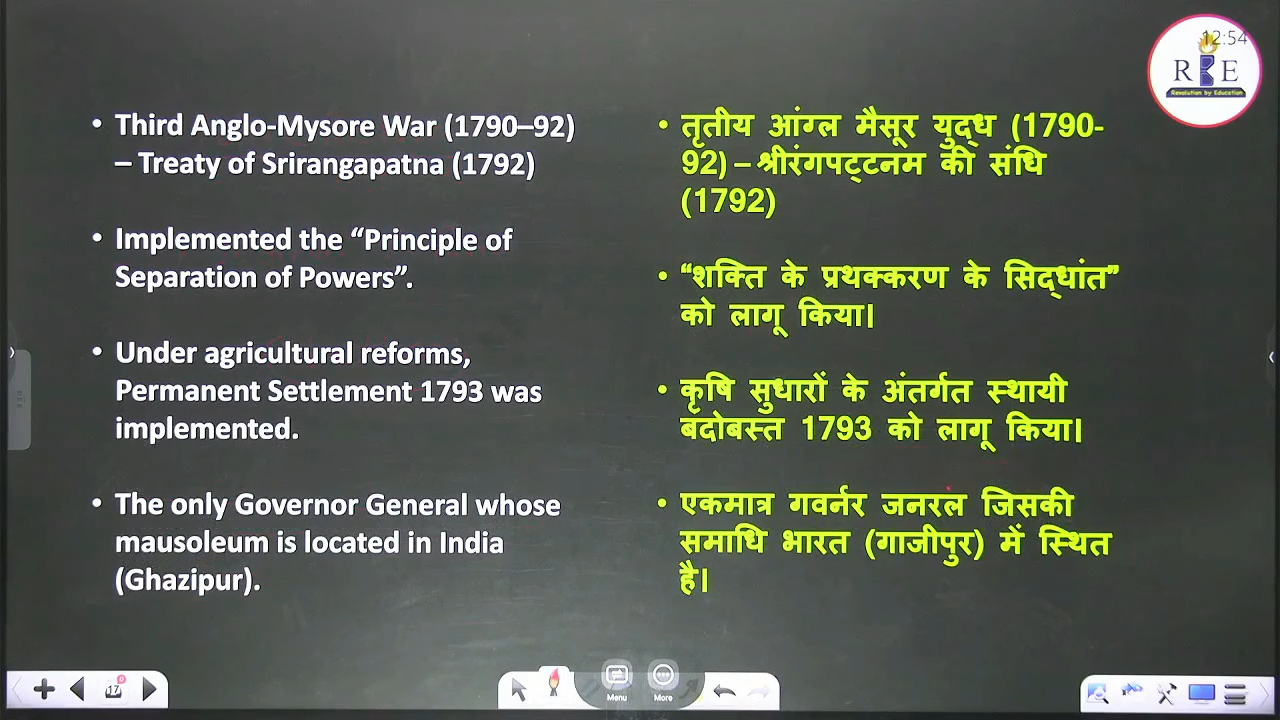 12:54
R E
Revolution by Education
• Third Anglo-Mysore War (1790–92)
– Treaty of Srirangapatna (1792)
• Implemented the “Principle of
Separation of Powers”.
• Under agricultural reforms,
Permanent Settlement 1793 was
implemented.
• The only Governor General whose
mausoleum is located in India
(Ghazipur).
• तृतीय आंग्ल मैसूर युद्ध (1790-
92) – श्रीरंगपट्टनम की संधि
(1792)
• “शक्ति के प्रथक्करण के सिद्धांत”
को लागू किया।
• कृषि सुधारों के अंतर्गत स्थायी
बदोबस्त 1793 को लागू किया।
• एकमात्र गवर्नर जनरल जिसकी
समाधि भारत (गाजीपुर) में स्थित
है।
17
0
Menu
More